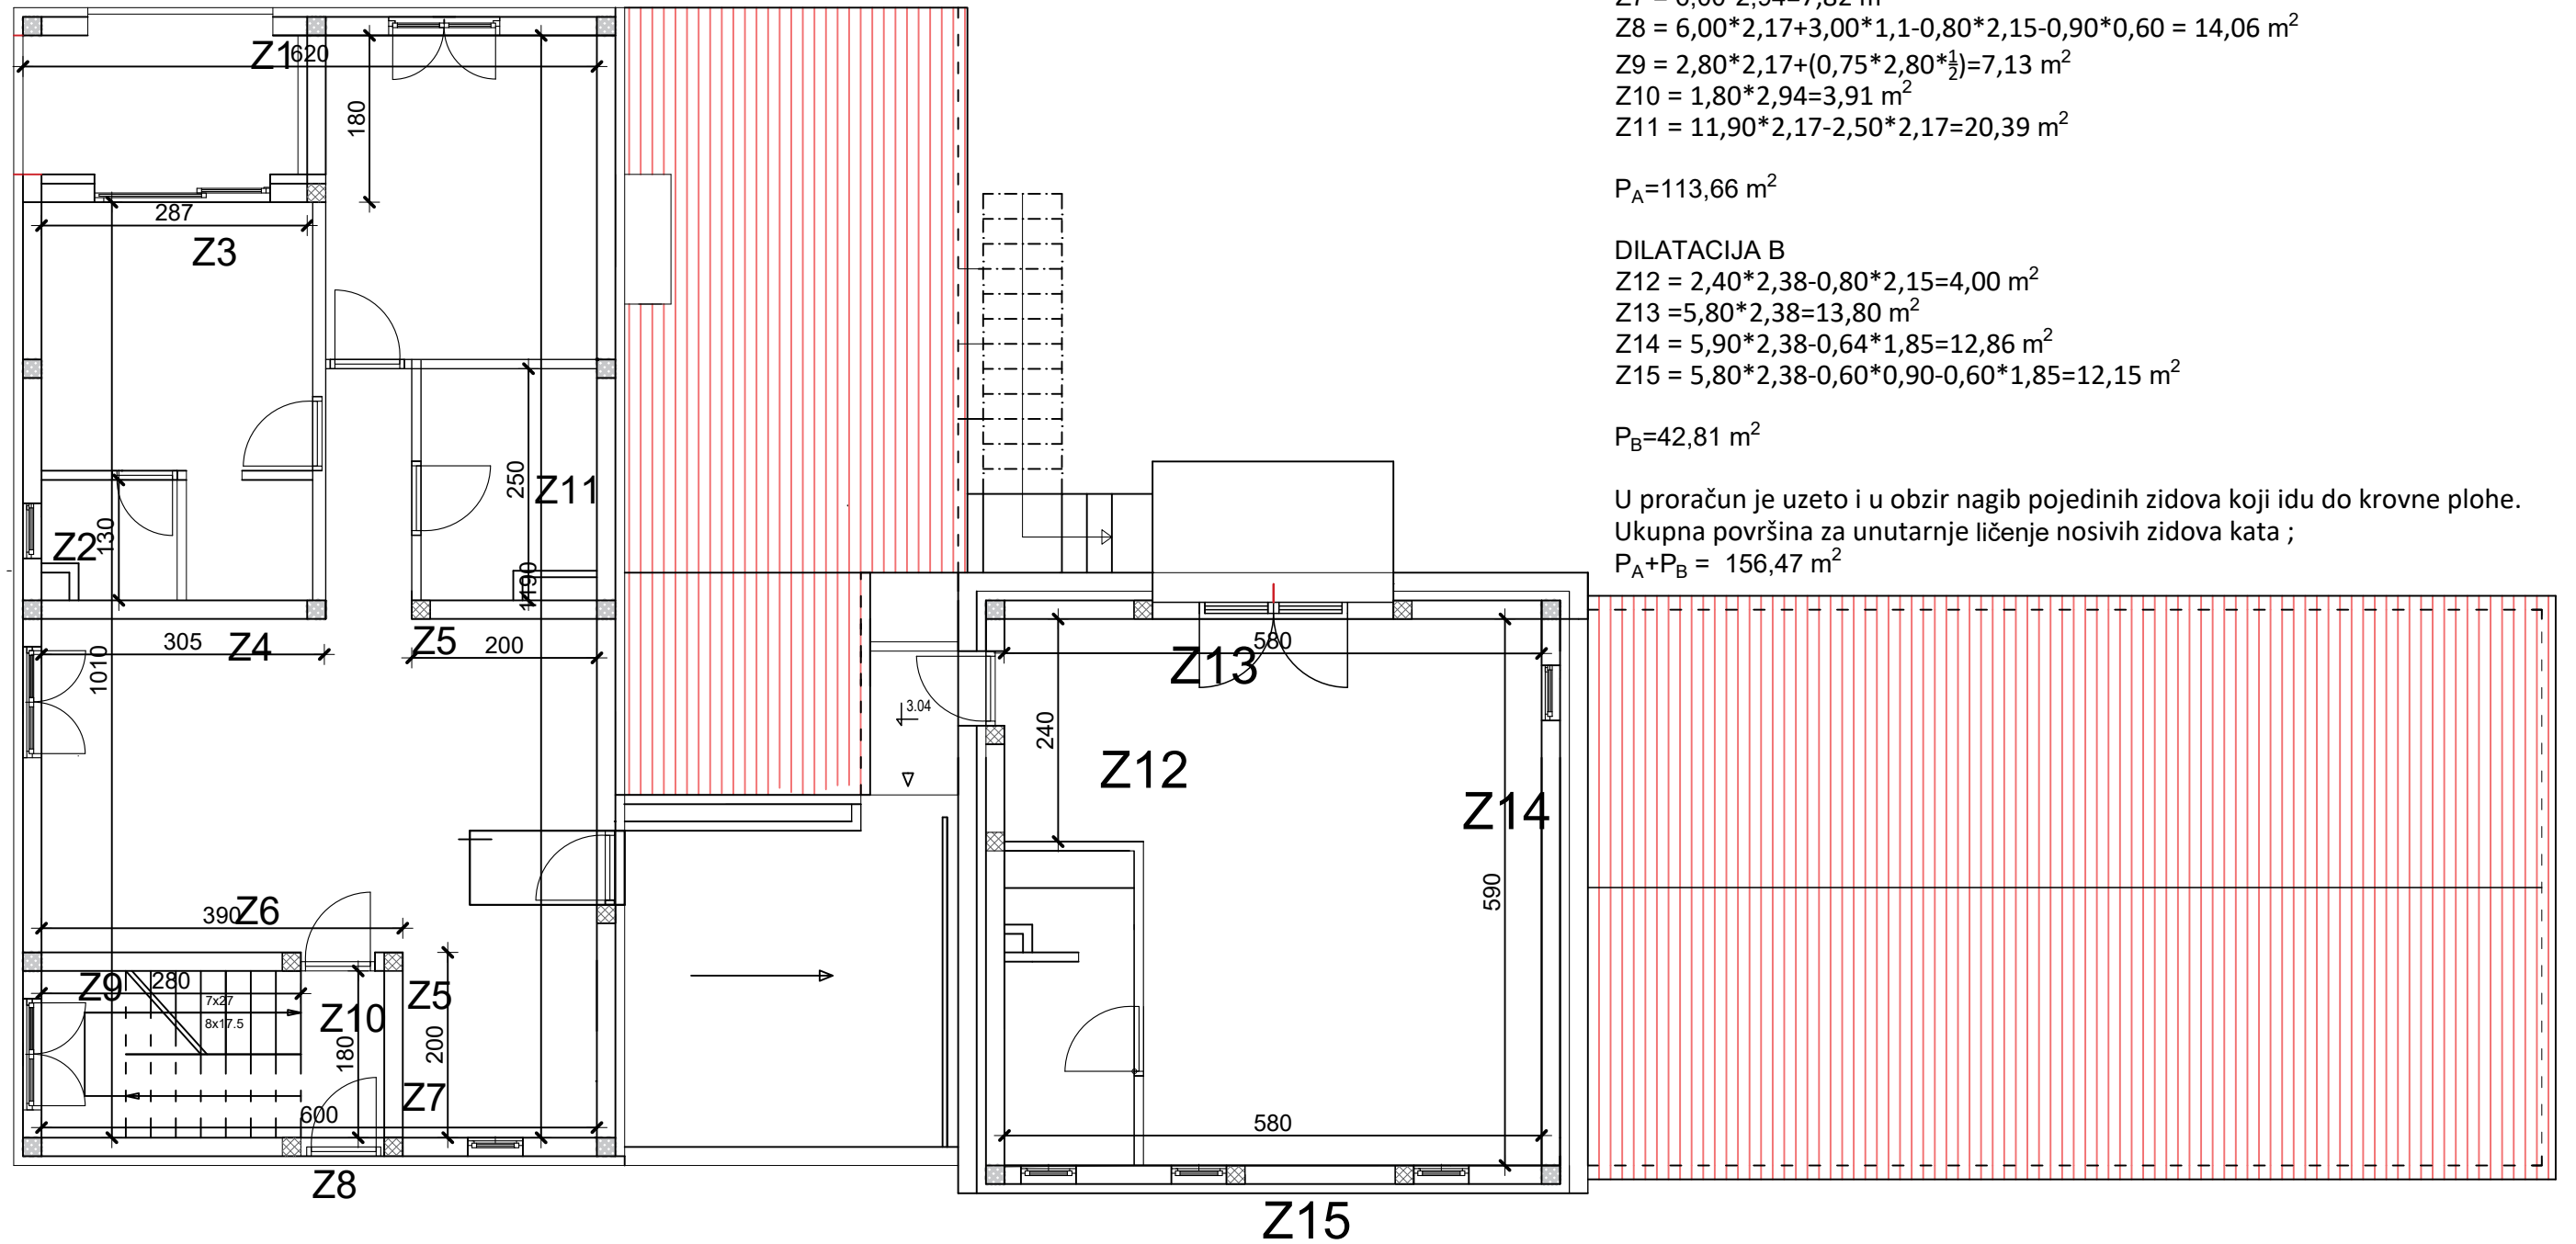 Z8 = 6,00*2,17+3,00*1,1-0,80*2,15-0,90*0,60 = 14,06 m²
Z9 = 2,80*2,17+(0,75*2,80*½)=7,13 m²
Z10 = 1,80*2,94=3,91 m²
Z11 = 11,90*2,17-2,50*2,17=20,39 m²
P_A=113,66 m²
DILATACIJA B
Z12 = 2,40*2,38-0,80*2,15=4,00 m²
Z13 =5,80*2,38=13,80 m²
Z14 = 5,90*2,38-0,64*1,85=12,86 m²
Z15 = 5,80*2,38-0,60*0,90-0,60*1,85=12,15 m²
P_B=42,81 m²
U proračun je uzeto i u obzir nagib pojedinih zidova koji idu do krovne plohe.
Ukupna površina za unutarnje ličenje nosivih zidova kata ;
P_A+P_B = 156,47 m²
Z1
620
180
287
Z3
250
Z11
Z2
130
1190
305
Z4
Z5
200
1010
580
Z13
3.04
240
Z12
Z14
590
390
Z6
Z9
280
7x27
8x17.5
Z10
Z5
180
200
Z7
600
580
Z8
Z15